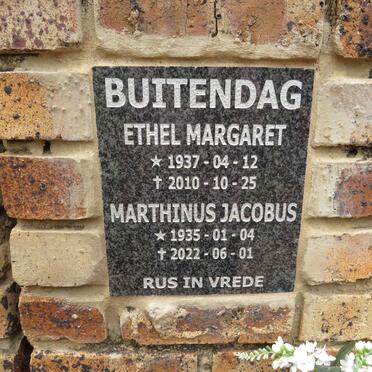 BUITENDAG
ETHEL MARGARET
★ 1937 - 04 - 12
✝ 2010 - 10 - 25
MARTHINUS JACOBUS
★ 1935 - 01 - 04
✝ 2022 - 06 - 01
RUS IN VREDE